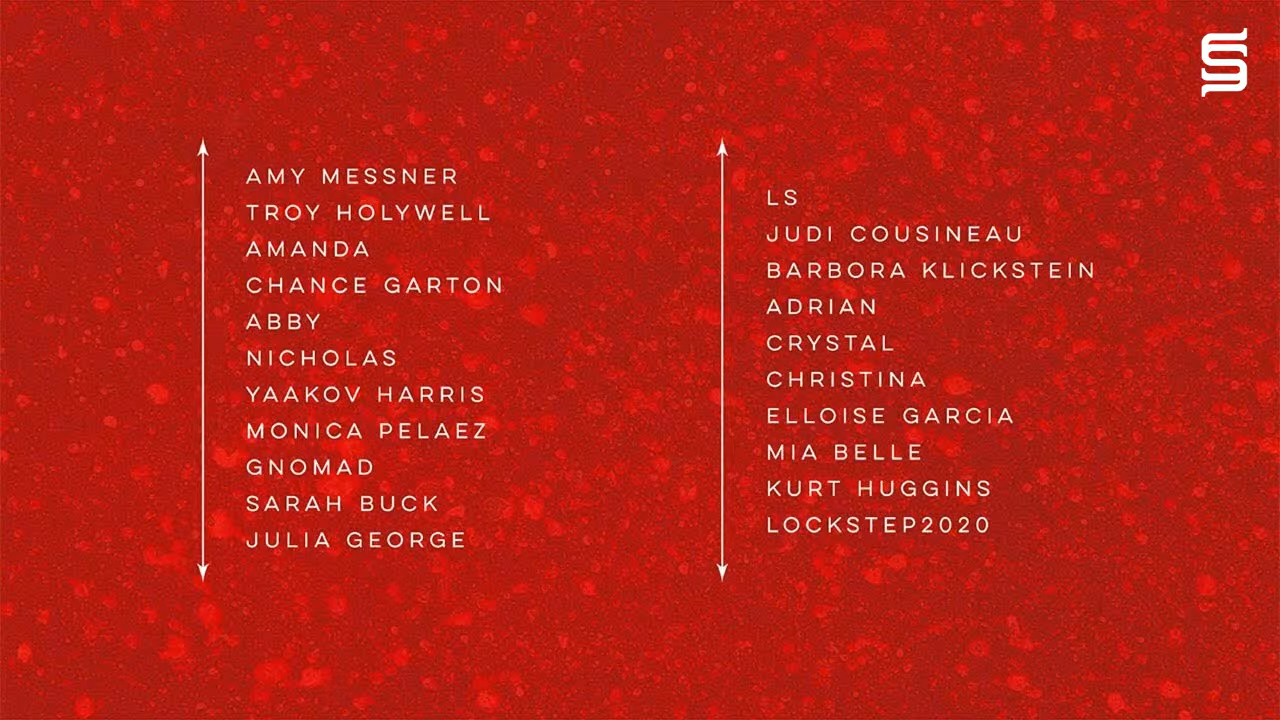 AMY MESSNER
TROY HOLYWELL
AMANDA
CHANCE GARTON
ABBY
NICHOLAS
YAAKOV HARRIS
MONICA PELAEZ
GNOMAD
SARAH BUCK
JULIA GEORGE
LS
JUDI COUSINEAU
BARBORA KLICKSTEIN
ADRIAN
CRYSTAL
CHRISTINA
ELLOISE GARCIA
MIA BELLE
KURT HUGGINS
LOCKSTEP2020